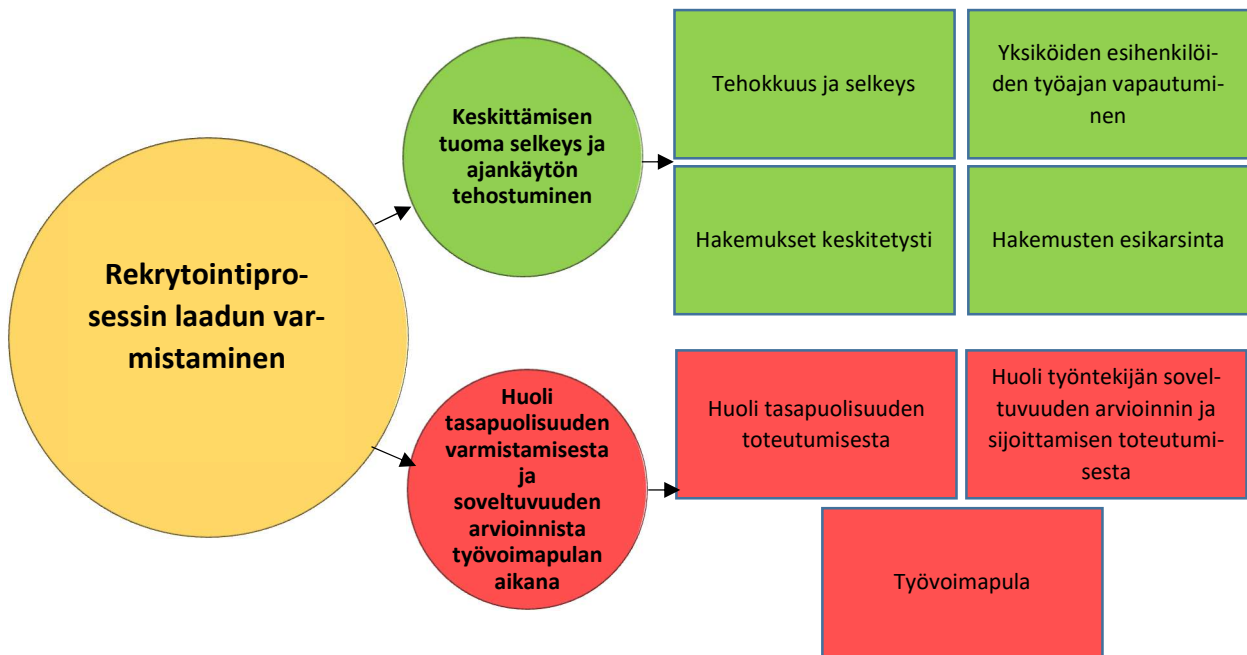 Rekrytointipro-
sessin laadun var-
mistaminen
Keskittämisen
tuoma selkeys ja
ajankäytön
tehostuminen
Tehokkuus ja selkeys
Yksiköiden esihenkilöi-
den työajan vapautumi-
nen
Hakemukset keskitetysti
Hakemusten esikarsinta
Huoli
tasapuolisuuden
varmistamisesta
ja
soveltuvuuden
arvioinnista
työvoimapulan
aikana
Huoli tasapuolisuuden
toteutumisesta
Huoli työntekijän sovel-
tuvuuden arvioinnin ja
sijoittamisen toteutumi-
sesta
Työvoimapula